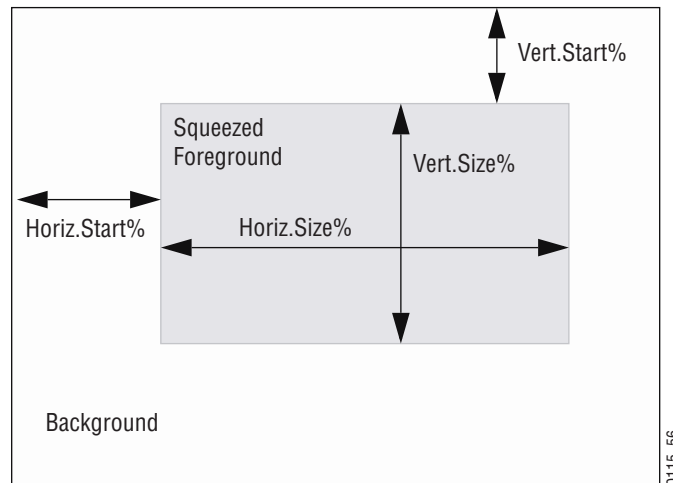 Vert.Start%
Squeezed
Foreground
Vert.Size%
Horiz.Start%
Horiz.Size%
Background